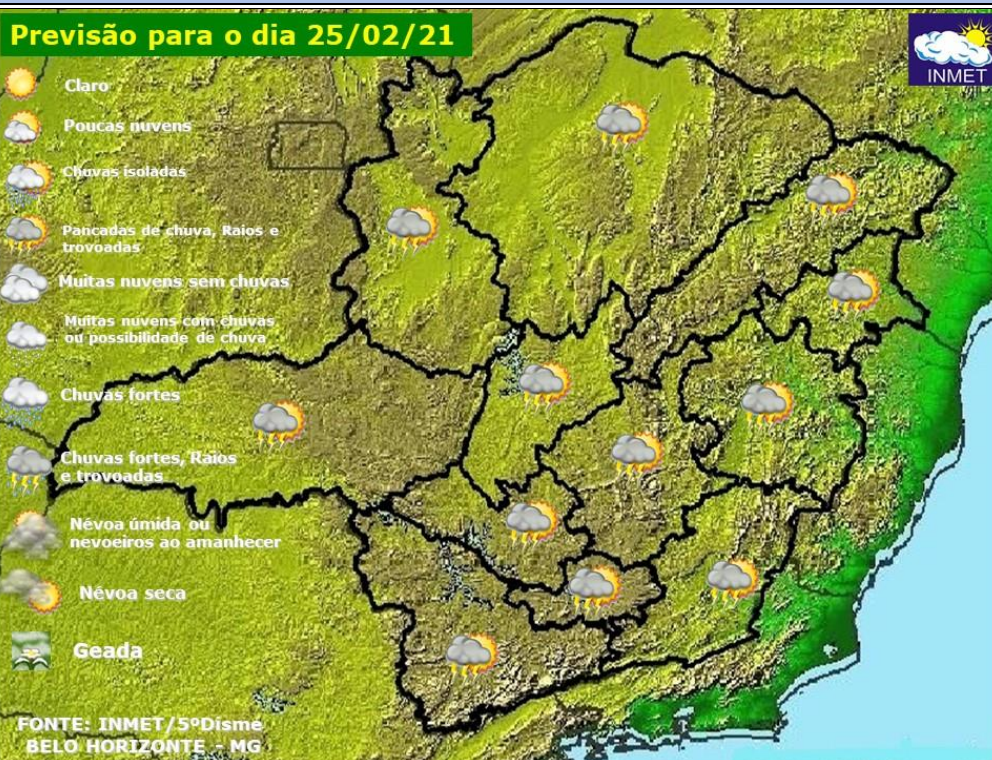 Previsão para o dia 25/02/21
INMET
Claro
Poucas nuvens
Chuvas isoladas
Pancadas de chuva, Raios e
trovoadas
Muitas nuvens sem chuvas
Muitas nuvens com chuvas
ou possibilidade de chuva
Chuvas fortes
Chuvas fortes, Raios
e trovoadas
Névoa úmida ou
nevoeiros ao amanhecer
Névoa seca
Geada
FONTE: INMET/5ºDisme
BELO HORIZONTE - MG